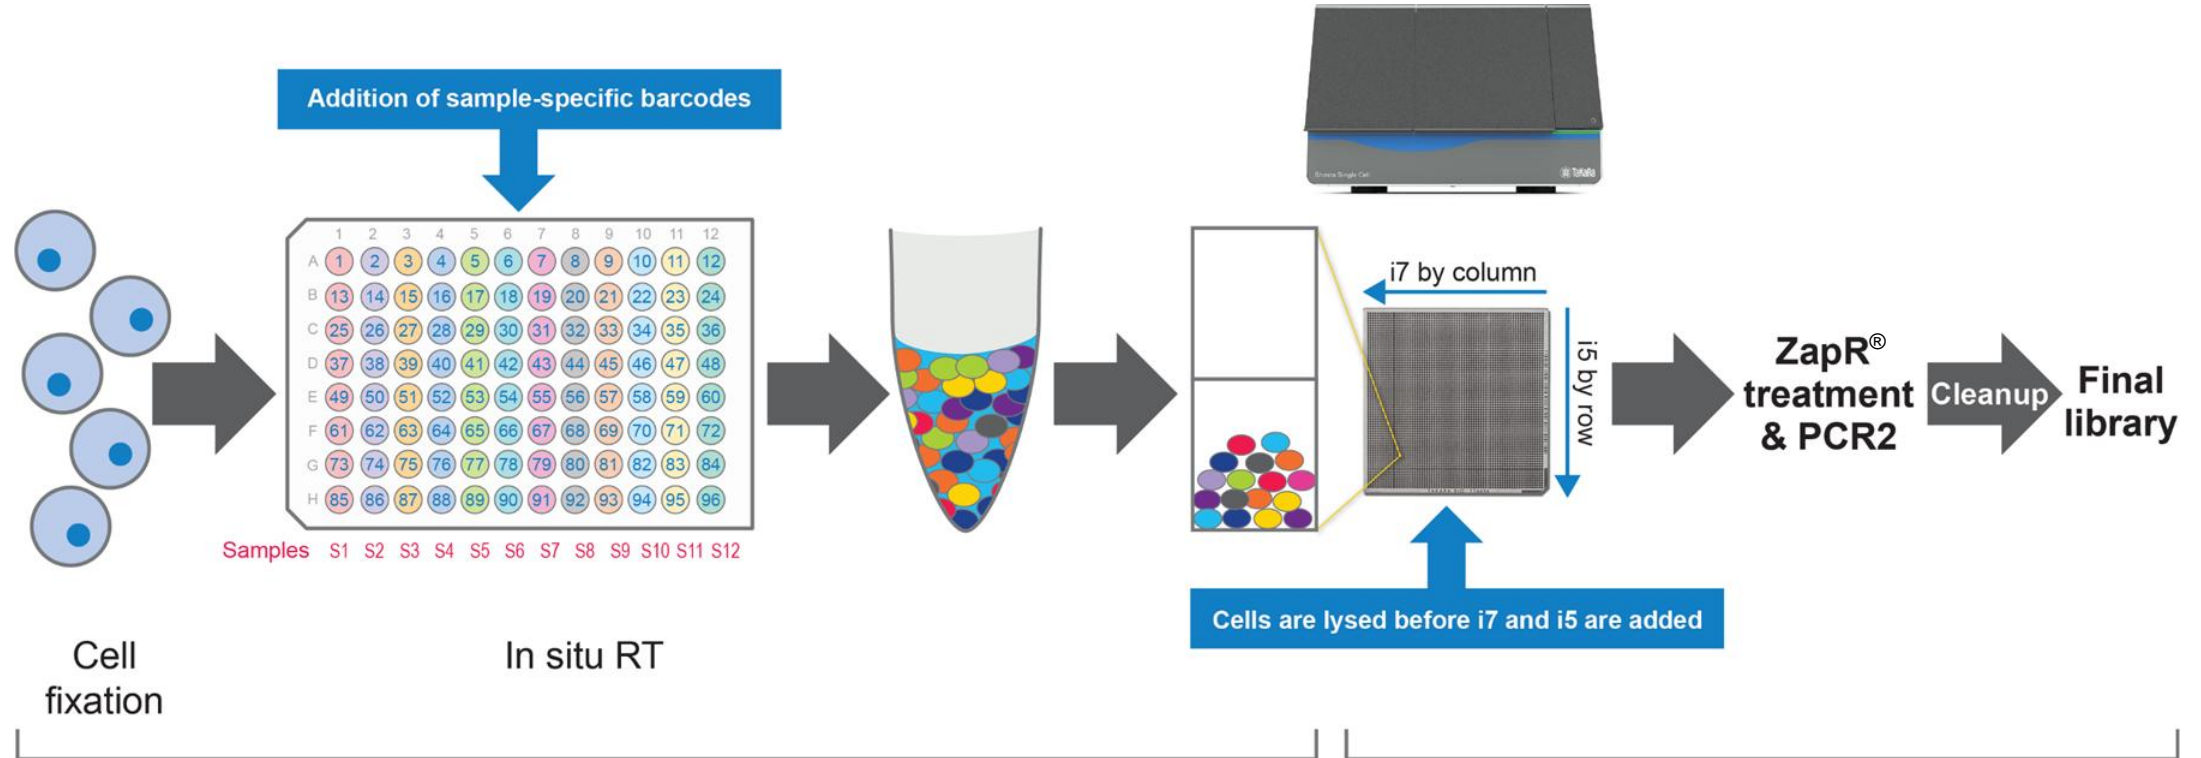 Addition of sample-specific barcodes
1 2 3 4 5 6 7 8 9 10 11 12
A 1 2 3 4 5 6 7 8 9 10 11 12
B 13 14 15 16 17 18 19 20 21 22 23 24
C 25 26 27 28 29 30 31 32 33 34 35 36
D 37 38 39 40 41 42 43 44 45 46 47 48
E 49 50 51 52 53 54 55 56 57 58 59 60
F 61 62 63 64 65 66 67 68 69 70 71 72
G 73 74 75 76 77 78 79 80 81 82 83 84
H 85 86 87 88 89 90 91 92 93 94 95 96
Samples S1 S2 S3 S4 S5 S6 S7 S8 S9 S10 S11 S12
Cell
fixation
In situ RT
Shasta Single Cell
TaKaRa
i7 by column
i5 by row
Cells are lysed before i7 and i5 are added
ZapR®
treatment
& PCR2
Cleanup
Final
library